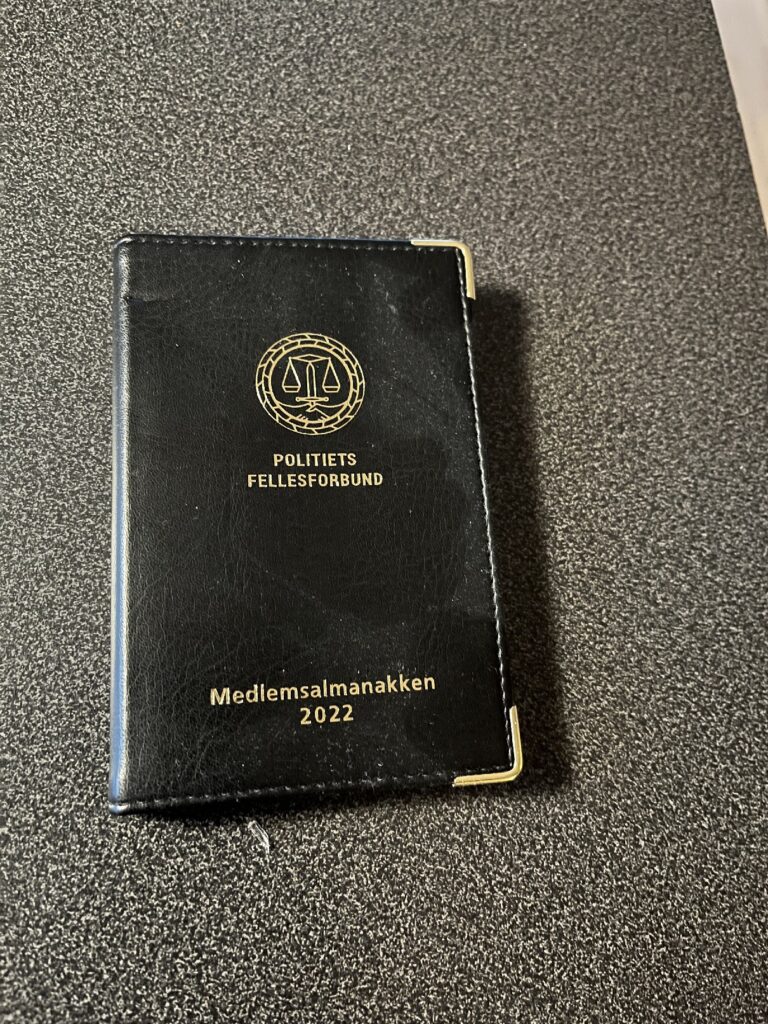 POLITIETS
FELLESFORBUND
Medlemsalmanakken
2022